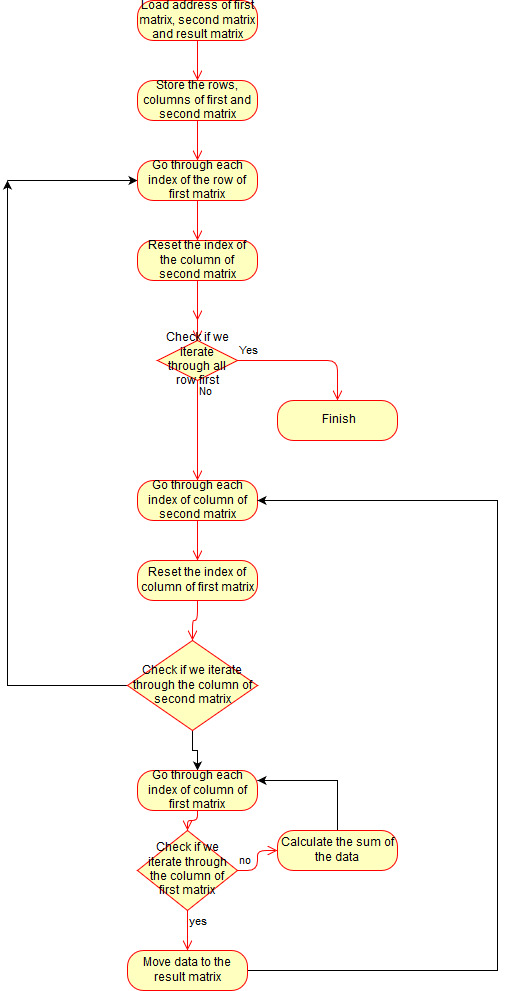 Load address of first
matrix, second matrix
and result matrix
Store the rows,
columns of first and
second matrix
Go through each
index of the row of
first matrix
Reset the index of
the column of
second matrix
Check if we
iterate
through all
row first
Yes
No
Finish
Go through each
index of column of
second matrix
Reset the index of
column of first matrix
Check if we iterate
through the column of
second matrix
Go through each
index of column of
first matrix
Check if we
iterate through
the column of
first matrix
no
Calculate the sum of
the data
yes
Move data to the
result matrix